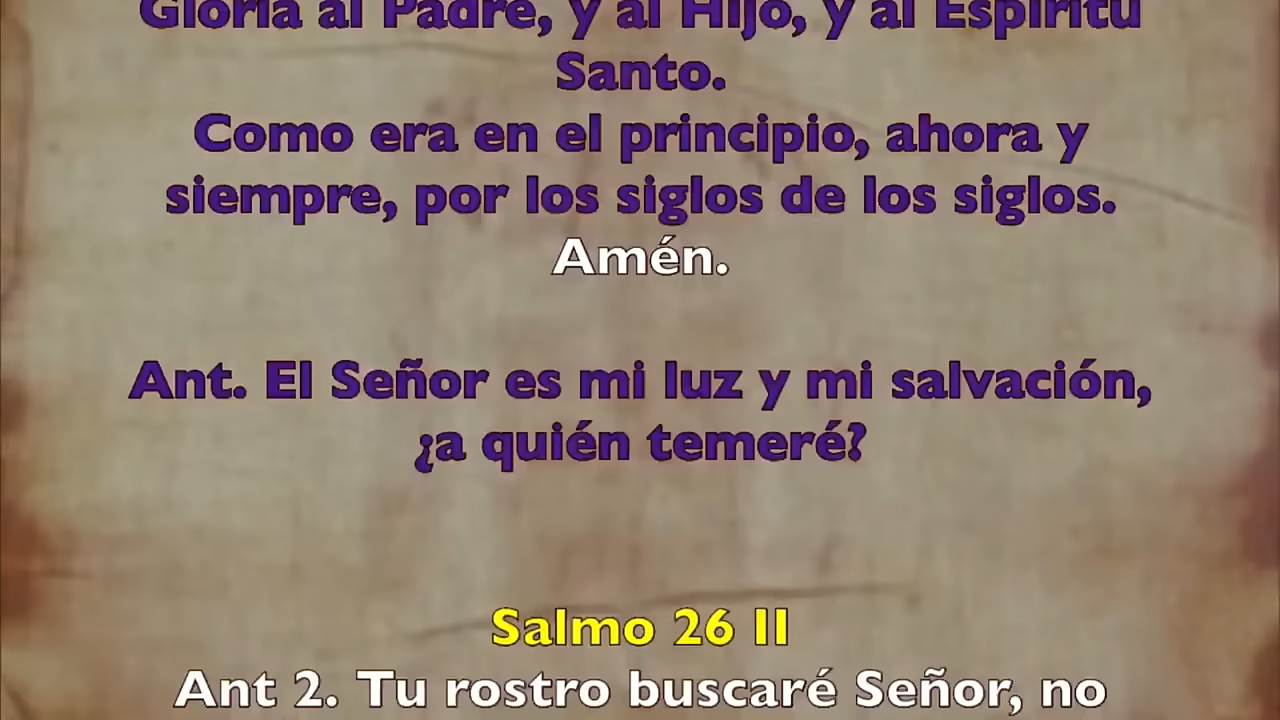 Gloria al Padre, y al Hijo, y al Espíritu
Santo.
Como era en el principio, ahora y
siempre, por los siglos de los siglos.
Amén.
Ant. El Señor es mi luz y mi salvación,
¿a quién temeré?
Salmo 26 II
Ant 2. Tu rostro buscaré Señor, no